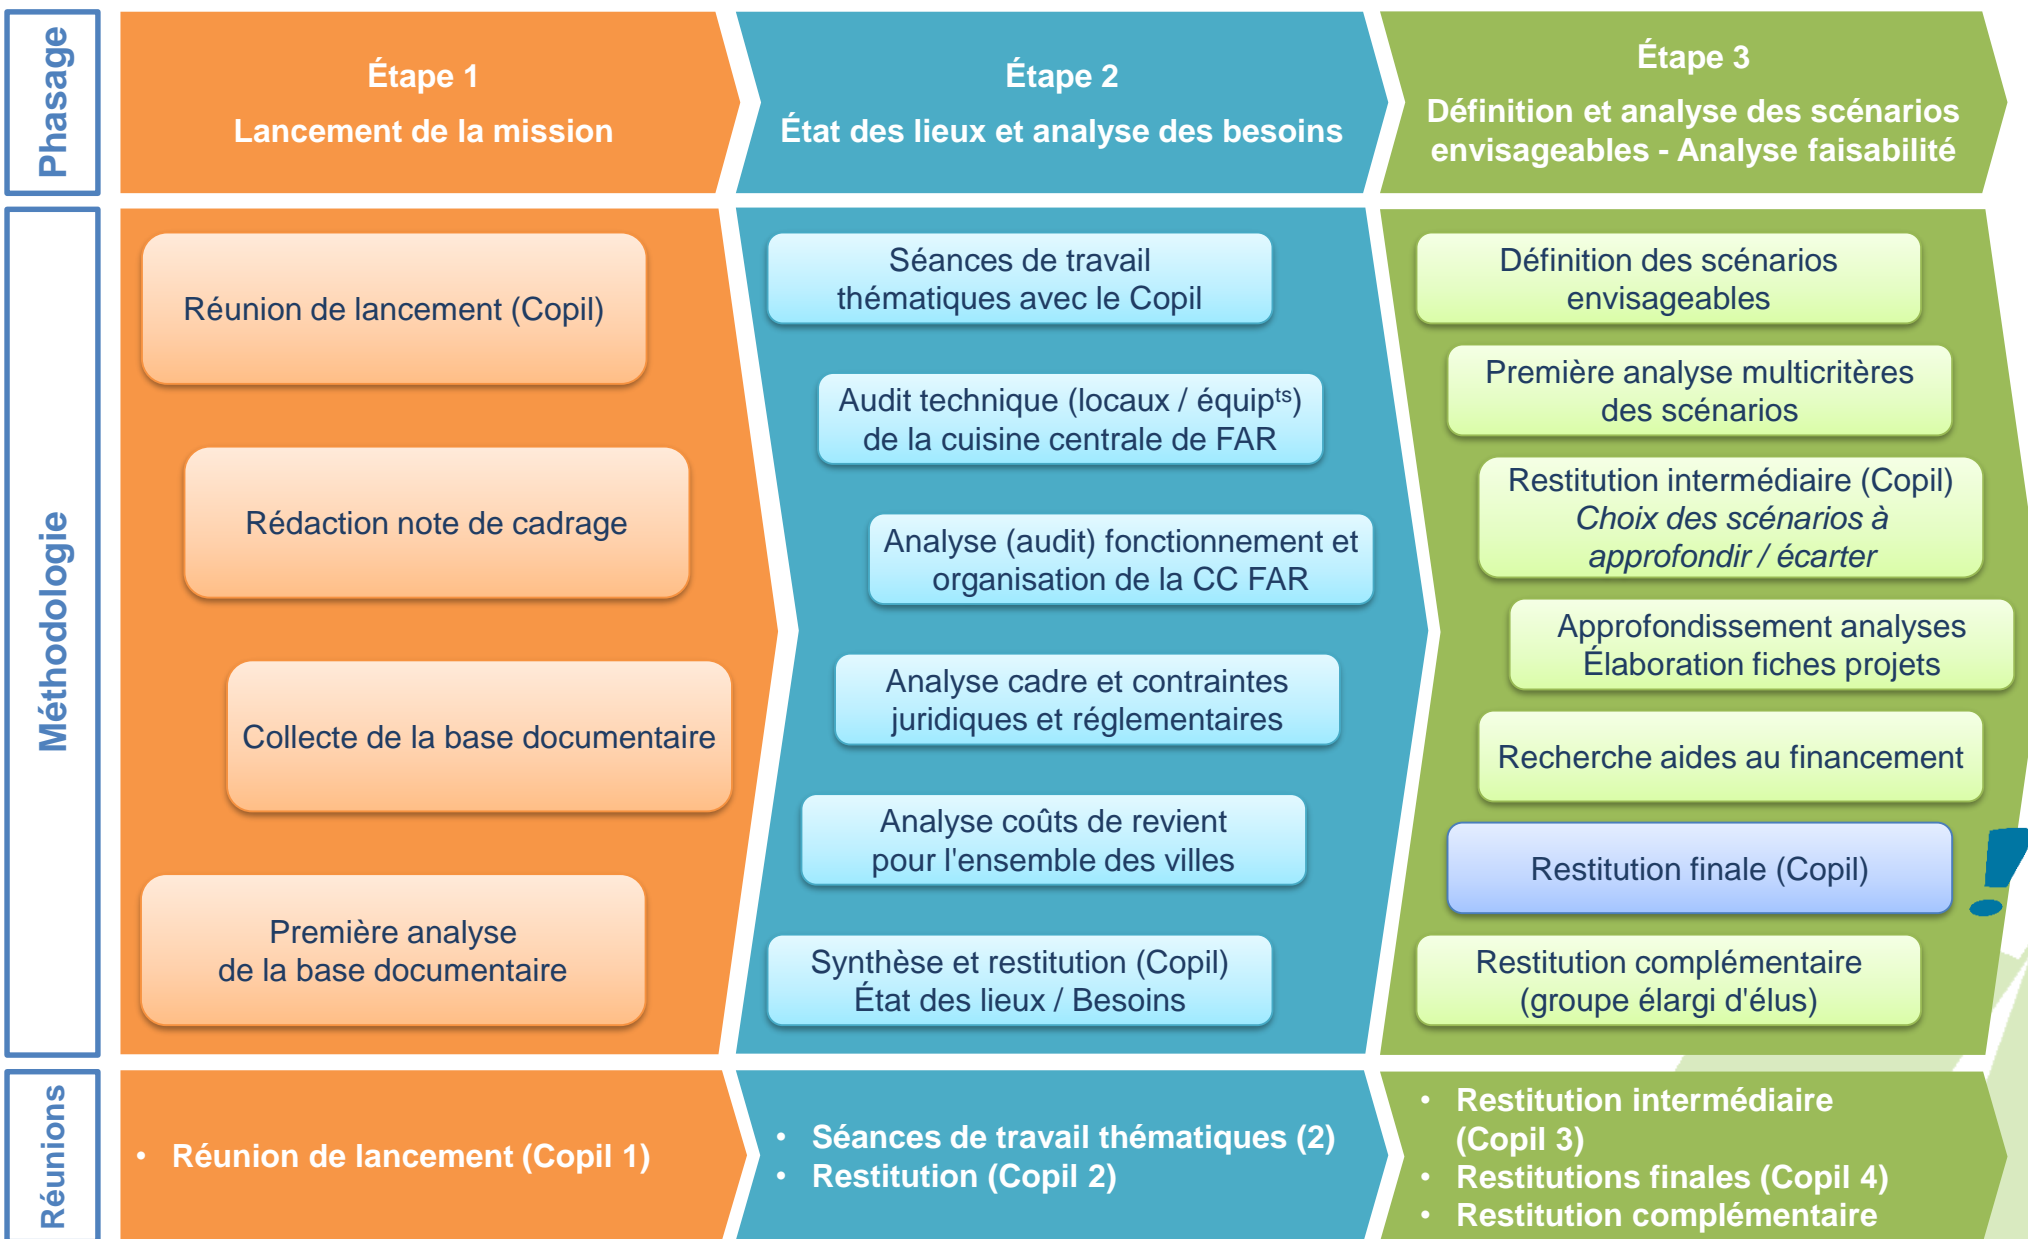 Phasage
Étape 1
Lancement de la mission
Étape 2
État des lieux et analyse des besoins
Étape 3
Définition et analyse des scénarios
envisageables - Analyse faisabilité
Méthodologie
Réunion de lancement (Copil)
Rédaction note de cadrage
Collecte de la base documentaire
Première analyse
de la base documentaire
Séances de travail
thématiques avec le Copil
Audit technique (locaux / équipᵗˢ)
de la cuisine centrale de FAR
Analyse (audit) fonctionnement et
organisation de la CC FAR
Analyse cadre et contraintes
juridiques et réglementaires
Analyse coûts de revient
pour l'ensemble des villes
Synthèse et restitution (Copil)
État des lieux / Besoins
Définition des scénarios
envisageables
Première analyse multicritères
des scénarios
Restitution intermédiaire (Copil)
Choix des scénarios à
approfondir / écarter
Approfondissement analyses
Élaboration fiches projets
Recherche aides au financement
Restitution finale (Copil)
!
Restitution complémentaire
(groupe élargi d'élus)
Réunions
• Réunion de lancement (Copil 1)
• Séances de travail thématiques (2)
• Restitution (Copil 2)
• Restitution intermédiaire
(Copil 3)
• Restitutions finales (Copil 4)
• Restitution complémentaire